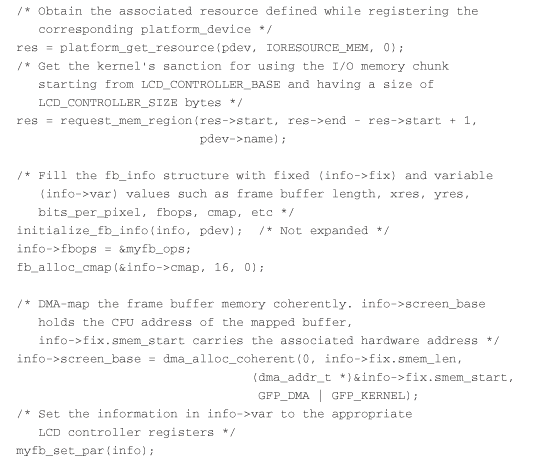 /* Obtain the associated resource defined while registering the
   corresponding platform_device */
res = platform_get_resource(pdev, IORESOURCE_MEM, 0);
/* Get the kernel's sanction for using the I/O memory chunk
   starting from LCD_CONTROLLER_BASE and having a size of
   LCD_CONTROLLER_SIZE bytes */
res = request_mem_region(res->start, res->end - res->start + 1,
                         pdev->name);

/* Fill the fb_info structure with fixed (info->fix) and variable
   (info->var) values such as frame buffer length, xres, yres,
   bits_per_pixel, fbops, cmap, etc */
initialize_fb_info(info, pdev);  /* Not expanded */
info->fbops = &myfb_ops;
fb_alloc_cmap(&info->cmap, 16, 0);

/* DMA-map the frame buffer memory coherently. info->screen_base
   holds the CPU address of the mapped buffer,
   info->fix.smem_start carries the associated hardware address */
info->screen_base = dma_alloc_coherent(0, info->fix.smem_len,
                                (dma_addr_t *)&info->fix.smem_start,
                                 GFP_DMA | GFP_KERNEL);
/* Set the information in info->var to the appropriate
   LCD controller registers */
myfb_set_par(info);